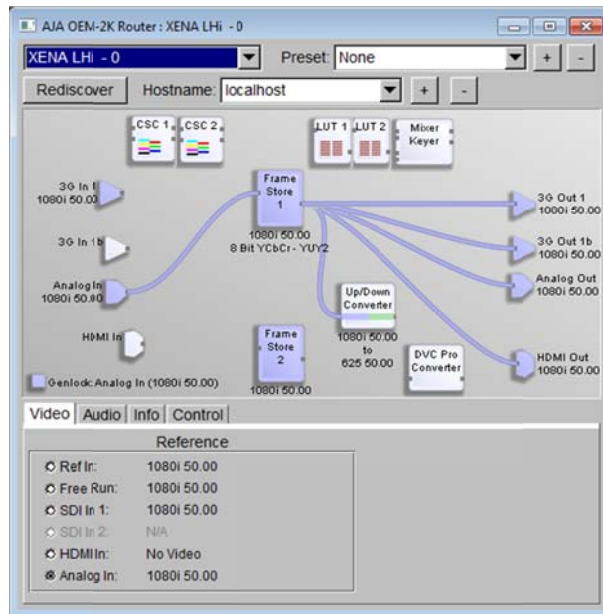 AJA OEM-2K Router : XENA LHi - 0
XENA LHi - 0
Preset: None
+ -
Rediscover
Hostname: localhost
+ -
CSC 1 CSC 2
LUT 1 LUT 2
Mixer
Keyer
3G In 1
1080i 50.00
3G In 1b
Analog In
1080i 50.00
HDMI In
Genlock: Analog In (1080i 50.00)
Frame
Store
1
1080i 50.00
8 Bit YCbCr - YUY2
Frame
Store
2
1080i 50.00
Up/Down
Converter
1080i 50.00
to
625 50.00
DVC Pro
Converter
3G Out 1
1080i 50.00
3G Out 1b
1080i 50.00
Analog Out
1080i 50.00
HDMI Out
1080i 50.00
Video Audio Info Control
Reference
Ref In: 1080i 50.00
Free Run: 1080i 50.00
SDI In 1: 1080i 50.00
SDI In 2: N/A
HDMI In: No Video
Analog In: 1080i 50.00